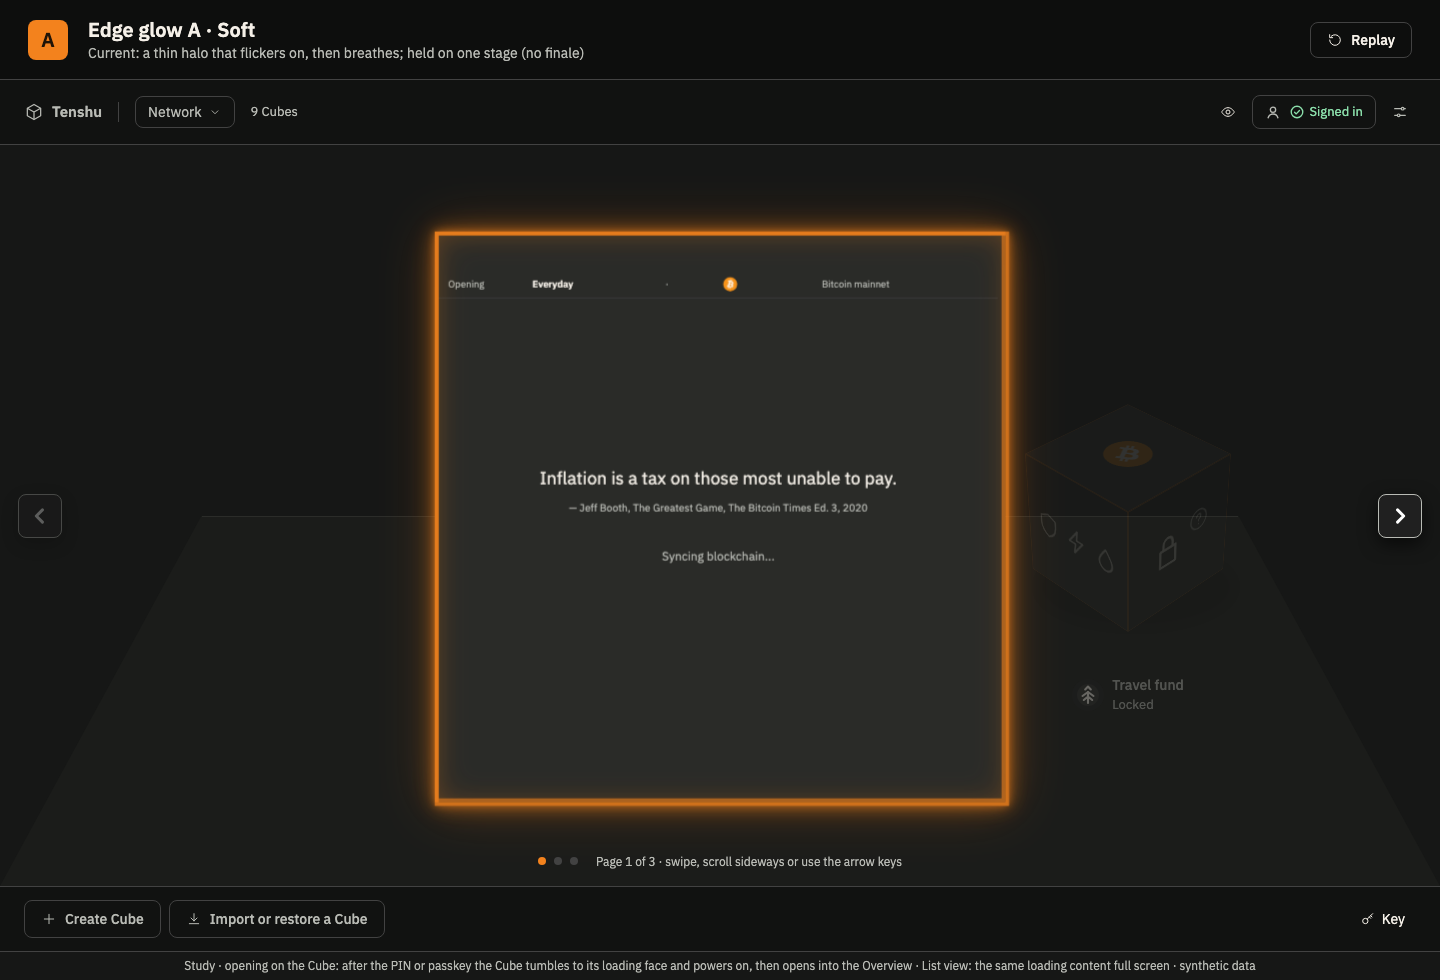 A
Edge glow A · Soft
Current: a thin halo that flickers on, then breathes; held on one stage (no finale)
Replay
Tenshu
Network
9 Cubes
Signed in
Opening Everyday · Bitcoin mainnet
Inflation is a tax on those most unable to pay.
— Jeff Booth, The Greatest Game, The Bitcoin Times Ed. 3, 2020
Syncing blockchain...
Travel fund
Locked
Page 1 of 3 · swipe, scroll sideways or use the arrow keys
Create Cube
Import or restore a Cube
Key
Study · opening on the Cube: after the PIN or passkey the Cube tumbles to its loading face and powers on, then opens into the Overview · List view: the same loading content full screen · synthetic data